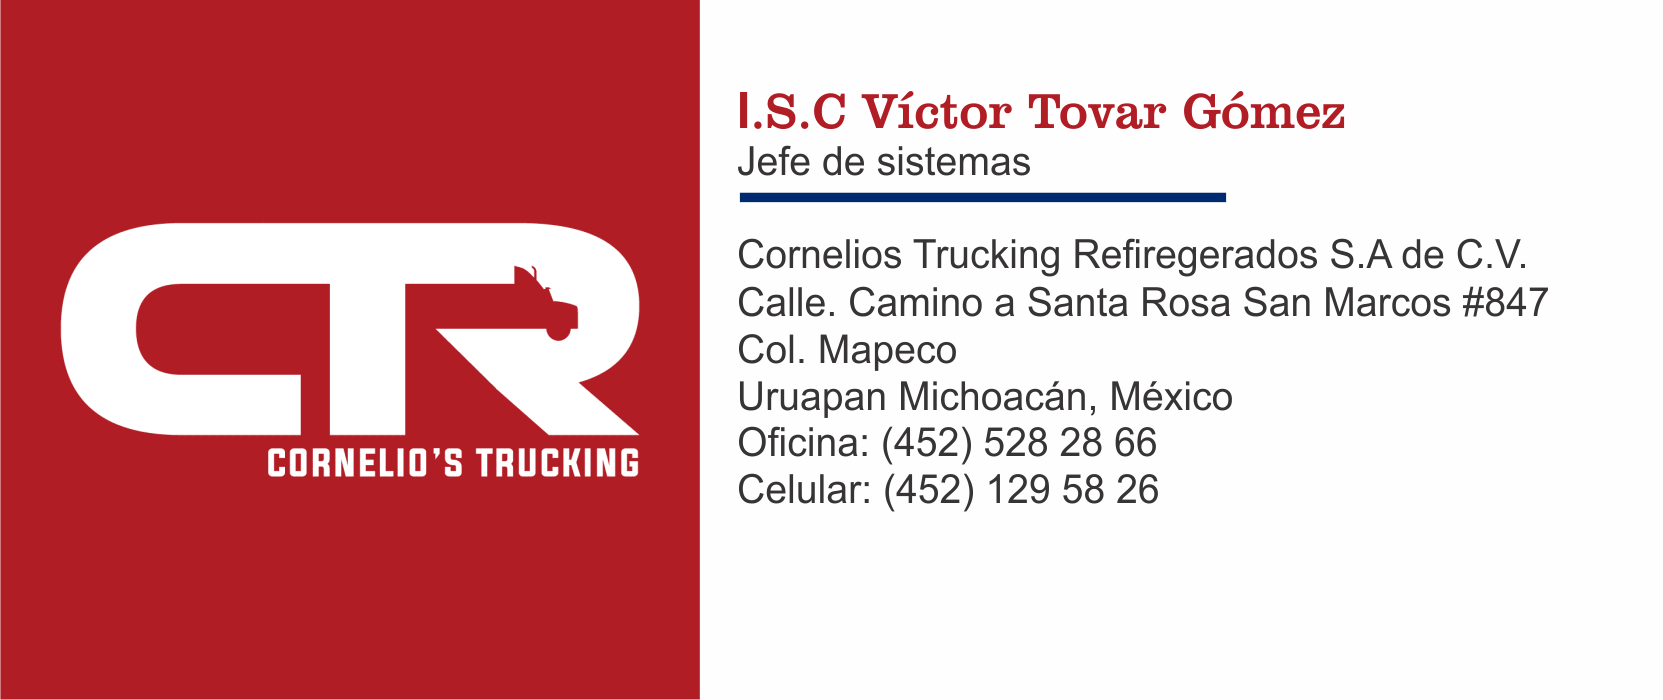 CTR
CORNELIO'S TRUCKING
I.S.C Víctor Tovar Gómez
Jefe de sistemas
Cornelios Trucking Refiregerados S.A de C.V.
Calle. Camino a Santa Rosa San Marcos #847
Col. Mapeco
Uruapan Michoacán, México
Oficina: (452) 528 28 66
Celular: (452) 129 58 26